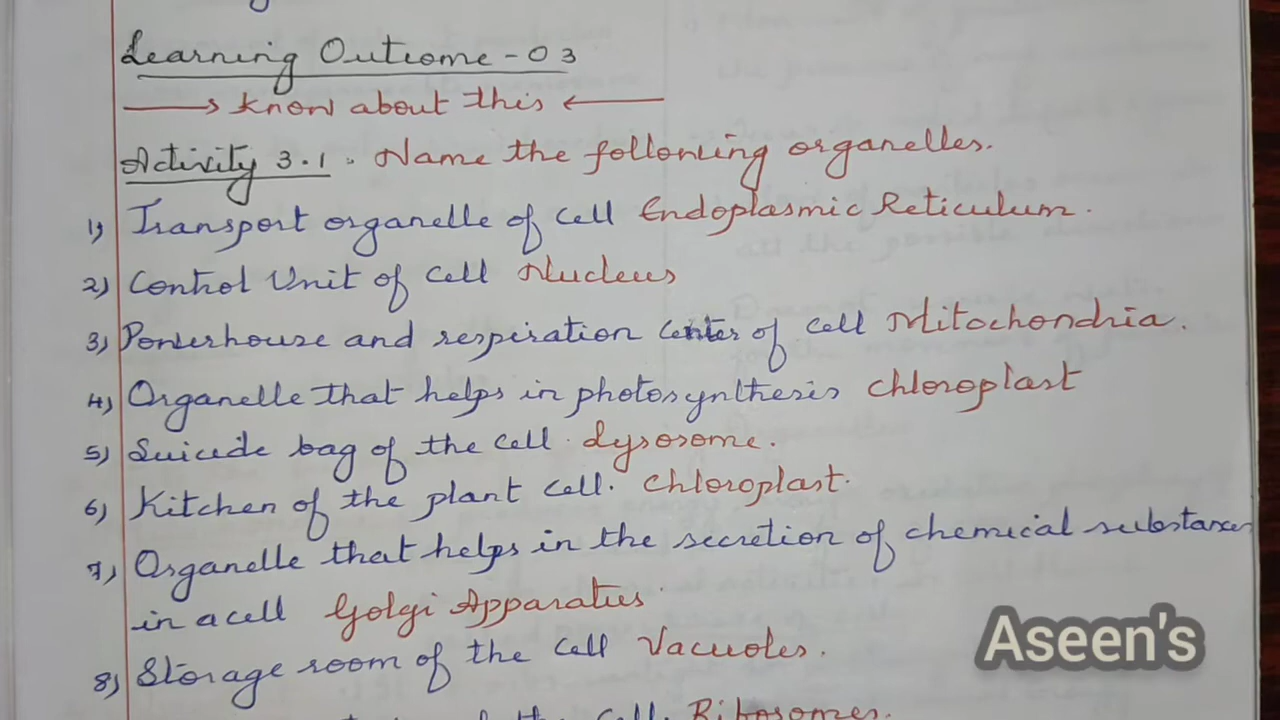 Learning Outcome - 03
Know about this
Activity 3.1. Name the following organelles.
1) Transport organelle of cell Endoplasmic Reticulum.
2) Control Unit of cell Nucleus
3) Powerhouse and respiration center of cell Mitochondria.
4) Organelle that helps in photosynthesis chloroplast
5) Suicide bag of the cell. Lysosome.
6) Kitchen of the plant cell. Chloroplast.
7) Organelle that helps in the secretion of chemical substances
in a cell Golgi Apparatus.
8) Storage room of the cell Vacuoles.
of the cell. Ribosomes.
Aseen's